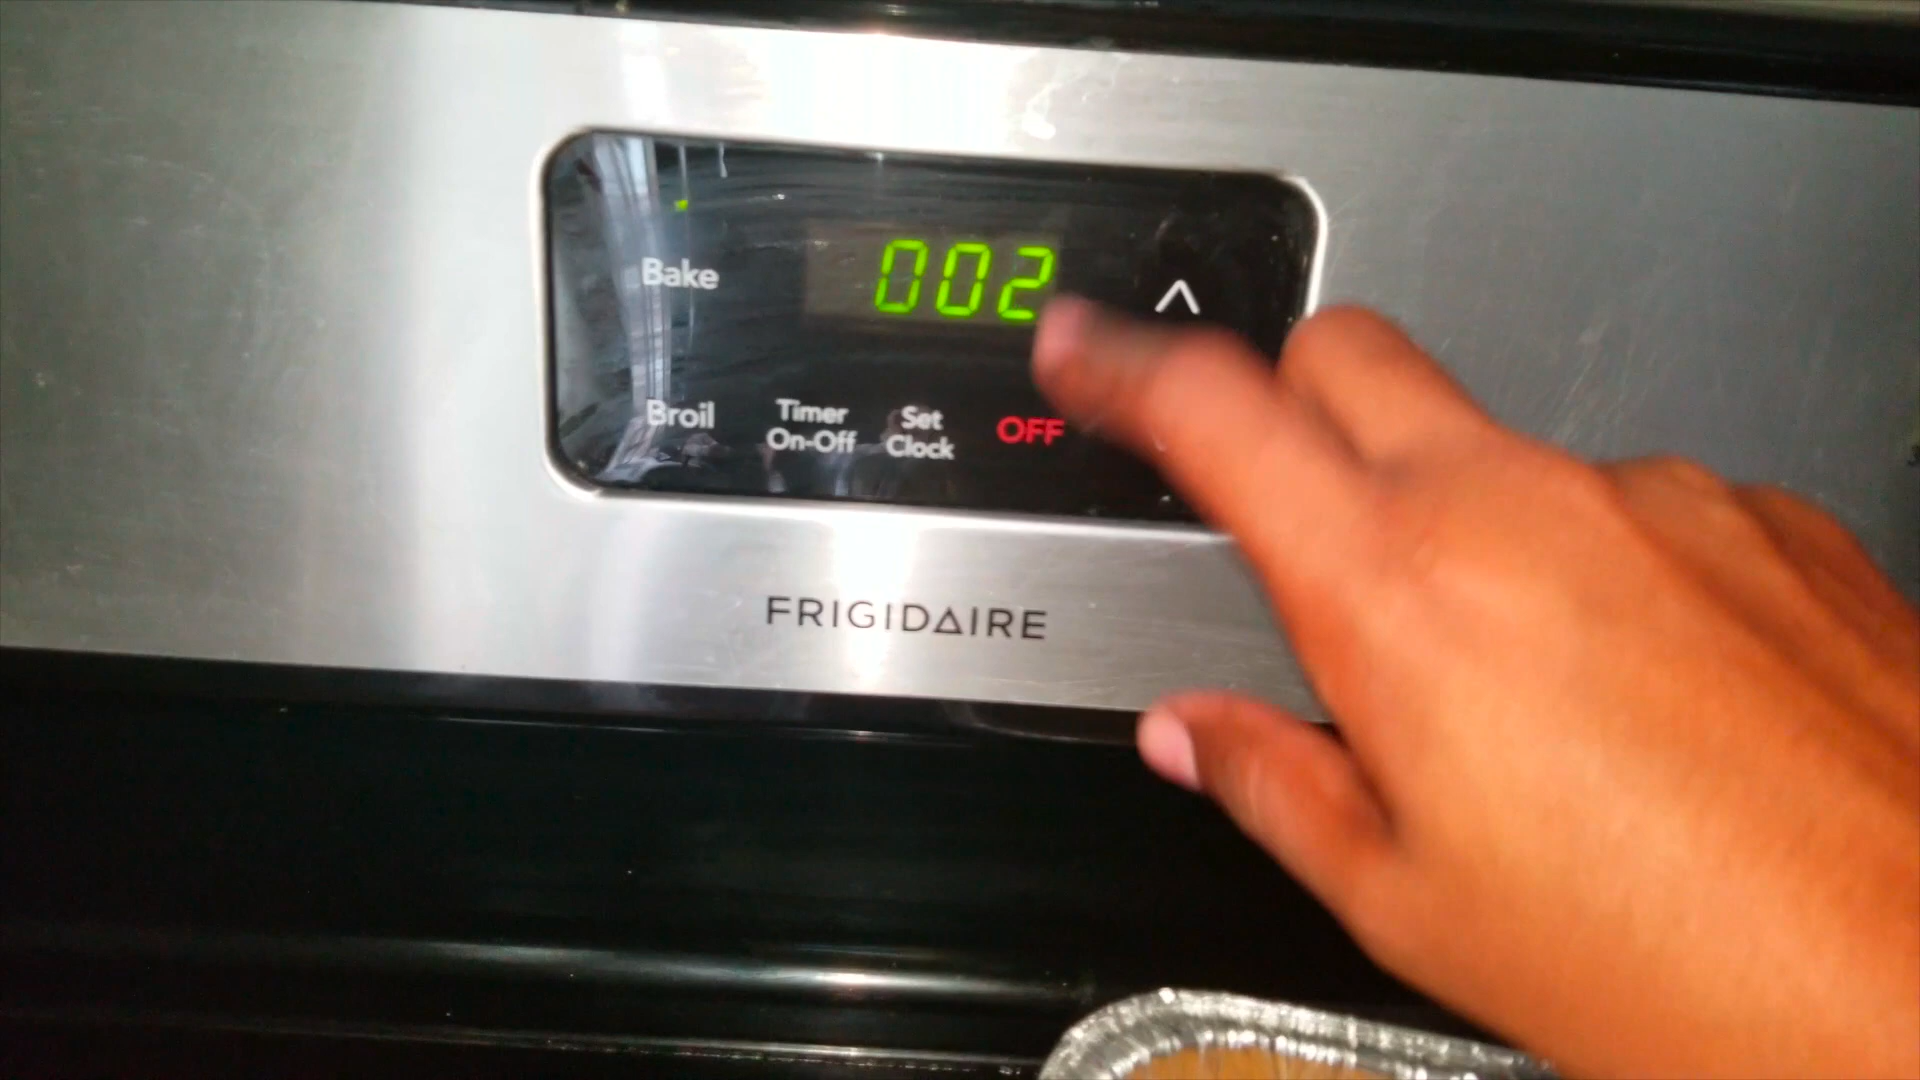 Bake
002
Broil
Timer
On-Off
Set
Clock
OFF
FRIGIDAIRE